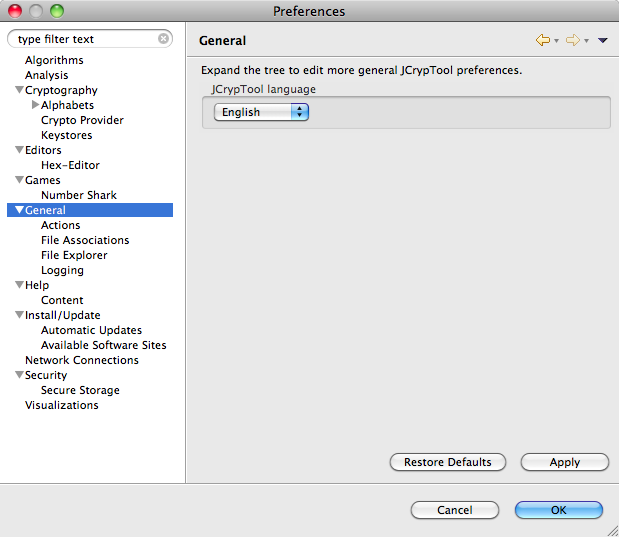 Preferences
type filter text
Algorithms
Analysis
Cryptography
Alphabets
Crypto Provider
Keystores
Editors
Hex-Editor
Games
Number Shark
General
Actions
File Associations
File Explorer
Logging
Help
Content
Install/Update
Automatic Updates
Available Software Sites
Network Connections
Security
Secure Storage
Visualizations
General
Expand the tree to edit more general JCrypTool preferences.
JCrypTool language
English
Restore Defaults Apply
Cancel OK